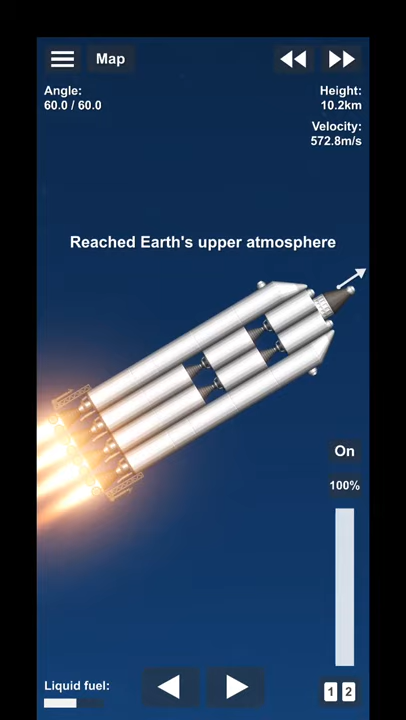 Map
Angle:
60.0 / 60.0
Height:
10.2km
Velocity:
572.8m/s
Reached Earth's upper atmosphere
On
100%
Liquid fuel:
1 2